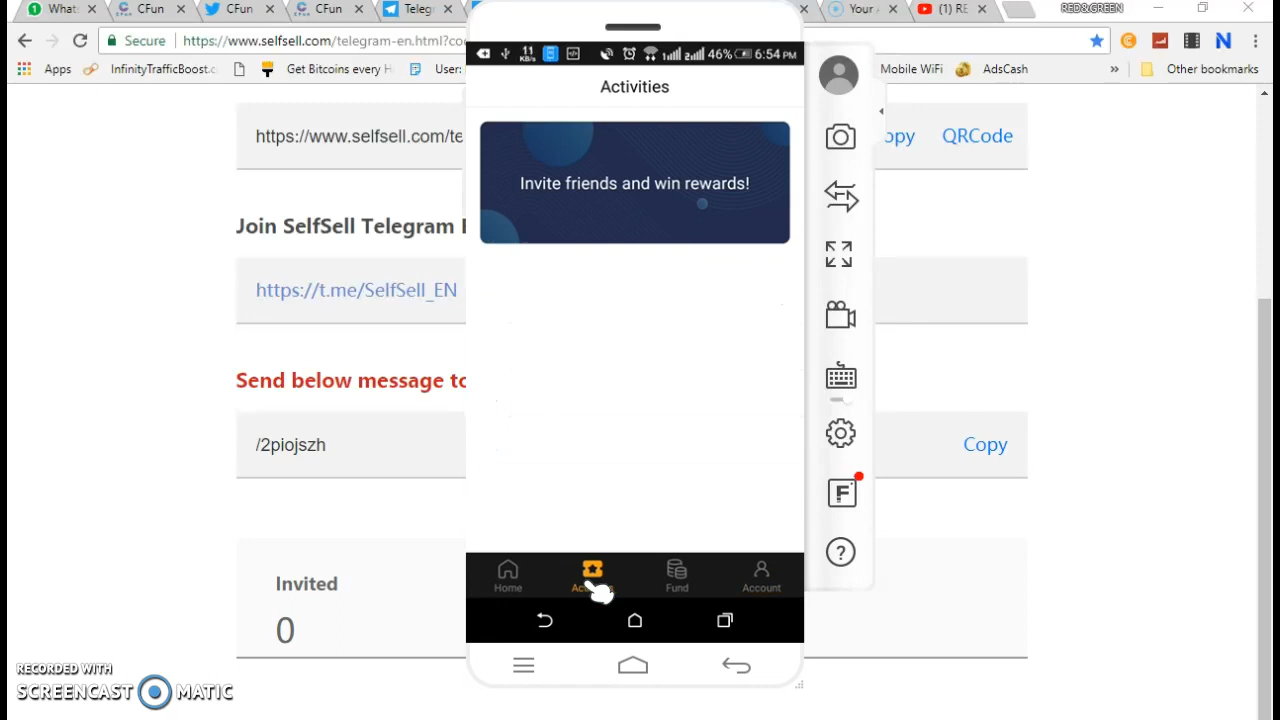 What:
CFun
CFun
CFun
Telegr
Your
(1) RE
RED&GREEN
Secure
https://www.selfsell.com/telegram-en.html?co
Apps
InfinityTrafficBoost.c
Get Bitcoins every H
User:
Mobile WiFi
AdsCash
»
Other bookmarks
11
KB/s
46%
6:54 PM
Activities
https://www.selfsell.com/te
opy
QRCode
Invite friends and win rewards!
Join SelfSell Telegram E
https://t.me/SelfSell_EN
Send below message to
/2piojszh
Copy
Invited
0
Home
Fund
Account
RECORDED WITH
SCREENCAST MATIC